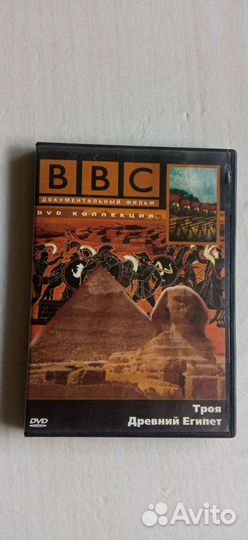 BBC
ДОКУМЕНТАЛЬНЫЙ ФИЛЬМ
DVD КОЛЛЕКЦИЯ
Троя
Древний Египет
DVD
Avito